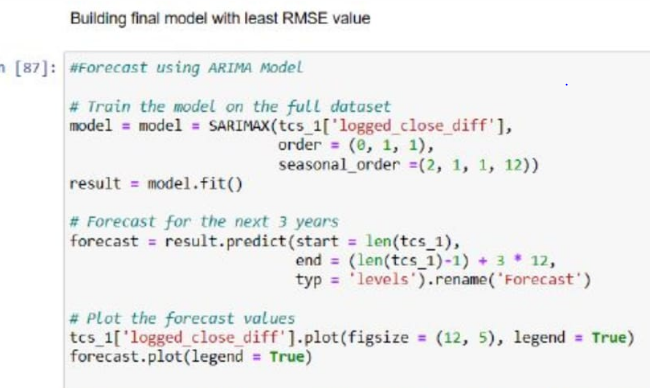 Building final model with least RMSE value
n [87]: #Forecast using ARIMA Model
# Train the model on the full dataset
model = model = SARIMAX(tcs_1['logged_close_diff'],
order = (0, 1, 1),
seasonal_order =(2, 1, 1, 12))
result = model.fit()
# Forecast for the next 3 years
forecast = result.predict(start = len(tcs_1),
end = (len(tcs_1)-1) + 3 * 12,
typ = 'levels').rename('Forecast')
# Plot the forecast values
tcs_1['logged_close_diff'].plot(figsize = (12, 5), legend = True)
forecast.plot(legend = True)